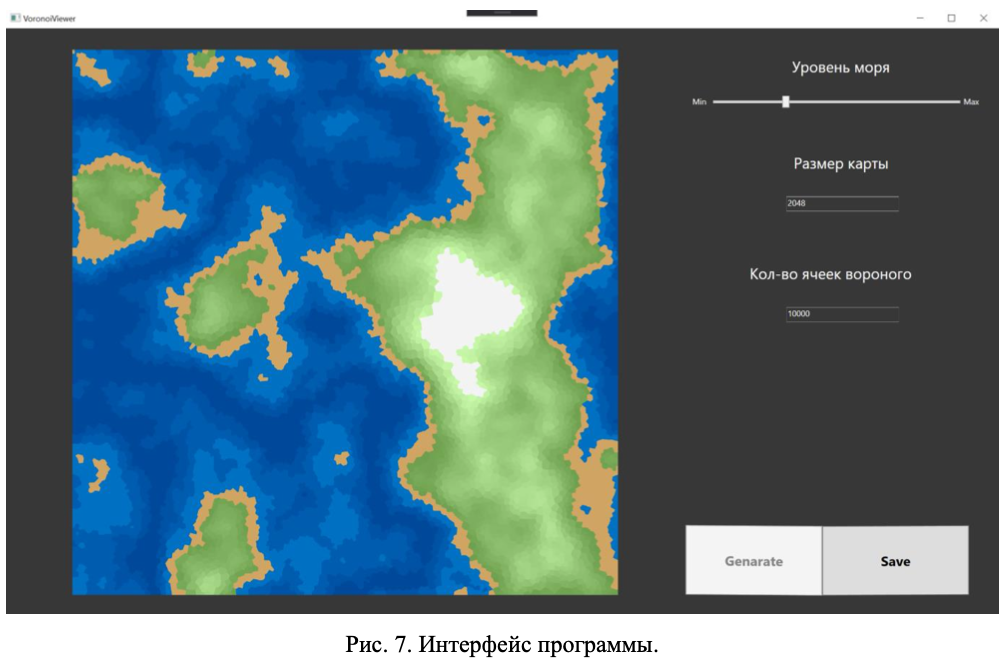 VoronoiViewer
Уровень моря
Min
Max
Размер карты
2048
Кол-во ячеек вороного
10000
Genarate
Save
Рис. 7. Интерфейс программы.